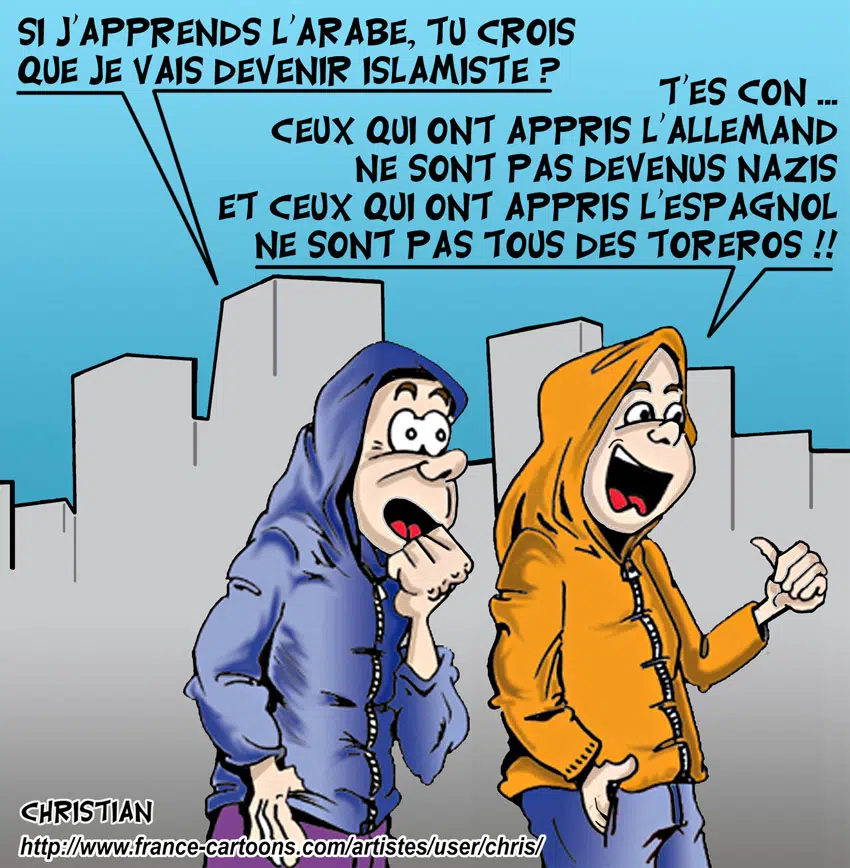 SI J'APPRENDS L'ARABE, TU CROIS
QUE JE VAIS DEVENIR ISLAMISTE ?
T'ES CON ...
CEUX QUI ONT APPRIS L'ALLEMAND
NE SONT PAS DEVENUS NAZIS
ET CEUX QUI ONT APPRIS L'ESPAGNOL
NE SONT PAS TOUS DES TOREROS !!
CHRISTIAN
http://www.france-cartoons.com/artistes/user/chris/